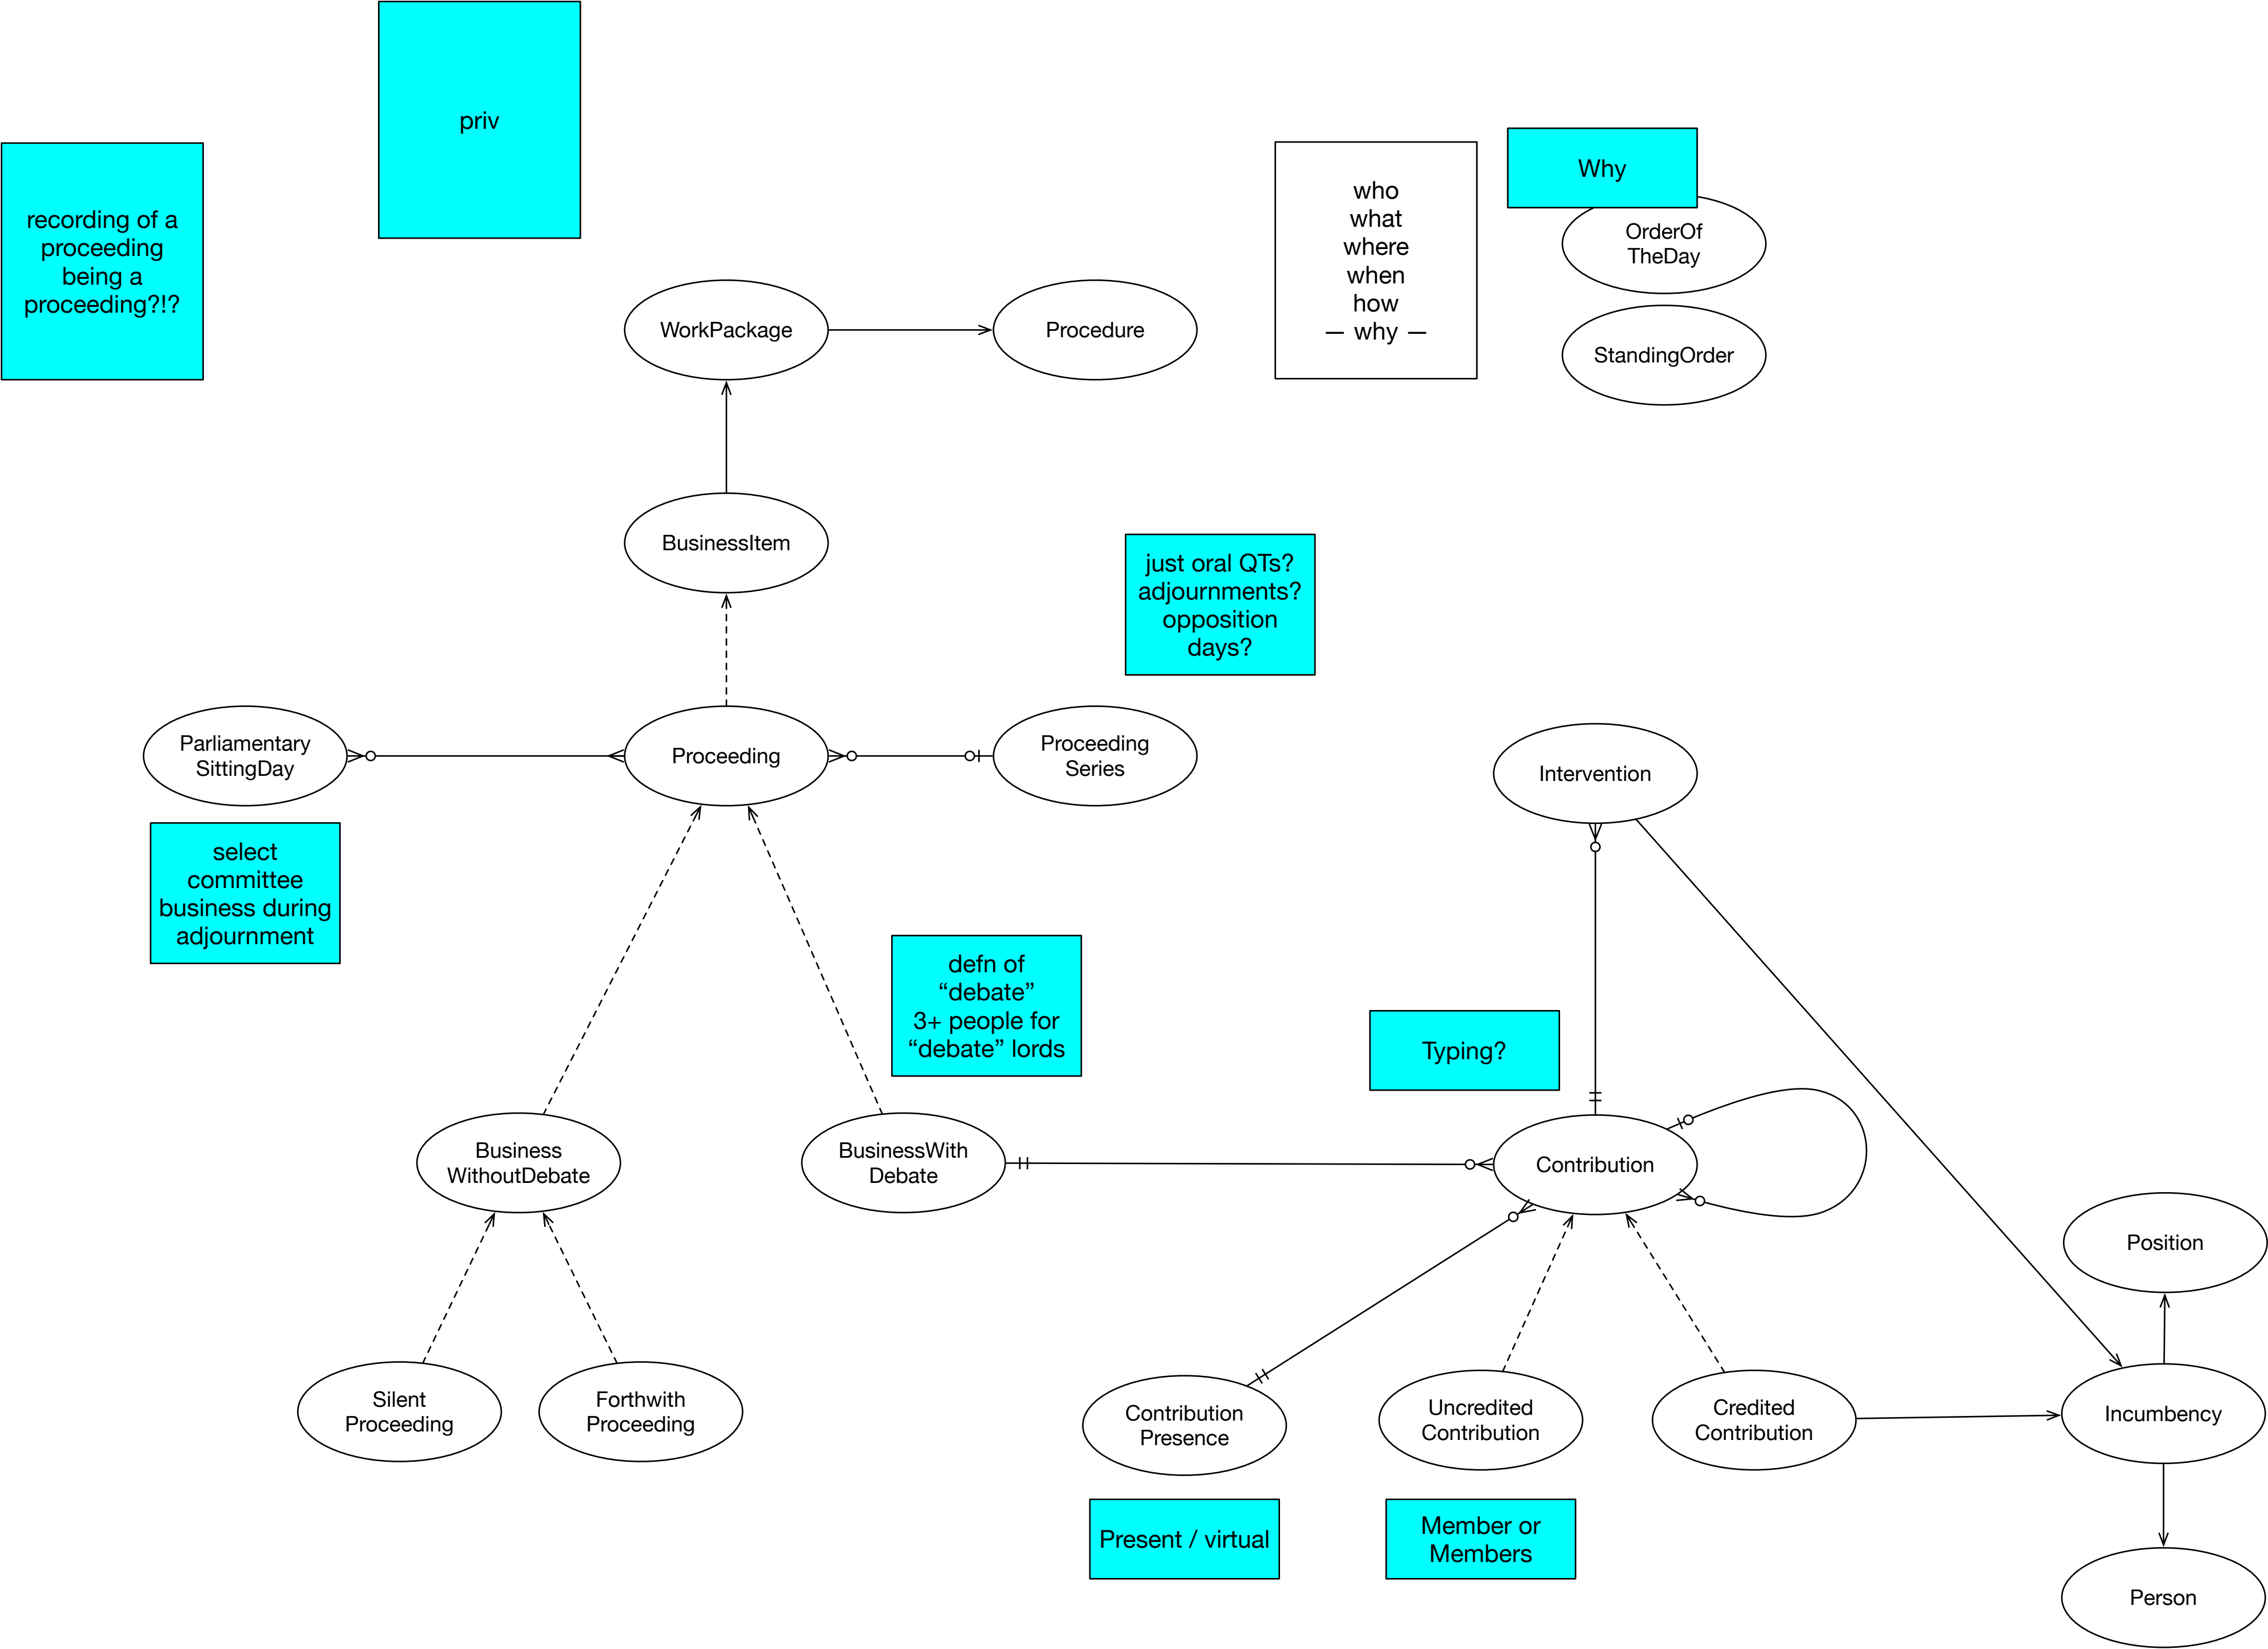 priv
recording of a
proceeding
being a
proceeding?!?
who
what
where
when
how
— why —
Why
OrderOf
TheDay
StandingOrder
WorkPackage
Procedure
BusinessItem
just oral QTs?
adjournments?
opposition
days?
Parliamentary
SittingDay
Proceeding
Proceeding
Series
Intervention
select
committee
business during
adjournment
defn of
“debate”
3+ people for
“debate” lords
Typing?
Business
WithoutDebate
BusinessWith
Debate
Contribution
Position
Silent
Proceeding
Forthwith
Proceeding
Contribution
Presence
Uncredited
Contribution
Credited
Contribution
Incumbency
Present / virtual
Member or
Members
Person